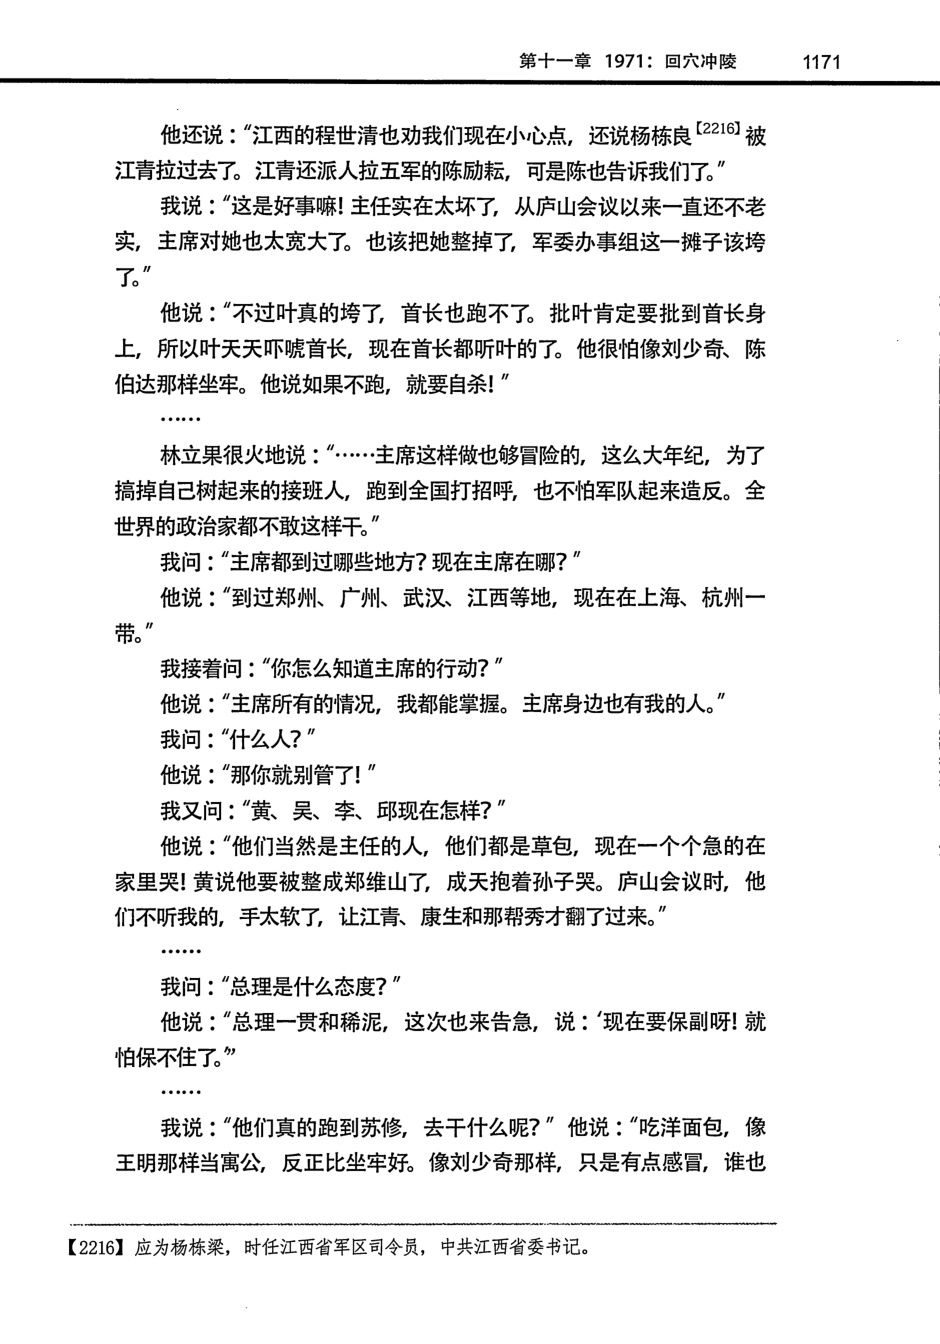 第十一章 1971：回穴冲陵 1171
他还说：“江西的程世清也劝我们现在小心点，还说杨栋良【2216】被
江青拉过去了。江青还派人拉五军的陈励耘，可是陈也告诉我们了。”
我说：“这是好事嘛！主任实在太坏了，从庐山会议以来一直还不老
实，主席对她也太宽大了。也该把她整掉了，军委办事组这一摊子该垮
了。”
他说：“不过叶真的垮了，首长也跑不了。批叶肯定要批到首长身
上，所以叶天天吓唬首长，现在首长都听叶的了。他很怕像刘少奇、陈
伯达那样坐牢。他说如果不跑，就要自杀！”
……
林立果很火地说：“……主席这样做也够冒险的，这么大年纪，为了
搞掉自己树起来的接班人，跑到全国打招呼，也不怕军队起来造反。全
世界的政治家都不敢这样干。”
我问：“主席都到过哪些地方？现在主席在哪？”
他说：“到过郑州、广州、武汉、江西等地，现在在上海、杭州一
带。”
我接着问：“你怎么知道主席的行动？”
他说：“主席所有的情况，我都能掌握。主席身边也有我的人。”
我问：“什么人？”
他说：“那你就别管了！”
我又问：“黄、吴、李、邱现在怎样？”
他说：“他们当然是主任的人，他们都是草包，现在一个个急的在
家里哭！黄说他要被整成郑维山了，成天抱着孙子哭。庐山会议时，他
们不听我的，手太软了，让江青、康生和那帮秀才翻了过来。”
……
我问：“总理是什么态度？”
他说：“总理一贯和稀泥，这次也来告急，说：‘现在要保副呀！就
怕保不住了。’”
……
我说：“他们真的跑到苏修，去干什么呢？”他说：“吃洋面包，像
王明那样当寓公，反正比坐牢好。像刘少奇那样，只是有点感冒，谁也
【2216】应为杨栋梁，时任江西省军区司令员，中共江西省委书记。